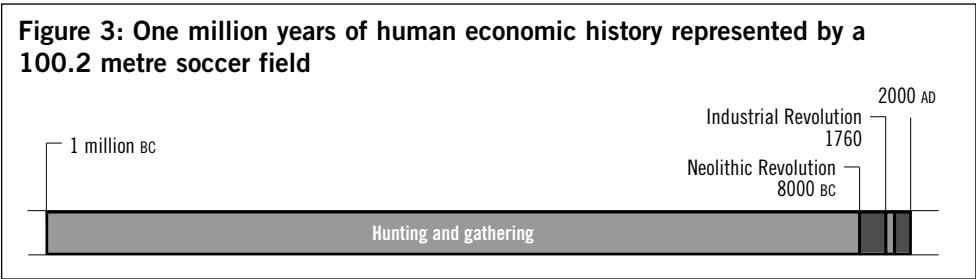 Figure 3: One million years of human economic history represented by a
100.2 metre soccer field
2000 AD
Industrial Revolution
1760
1 million BC
Neolithic Revolution
8000 BC
Hunting and gathering